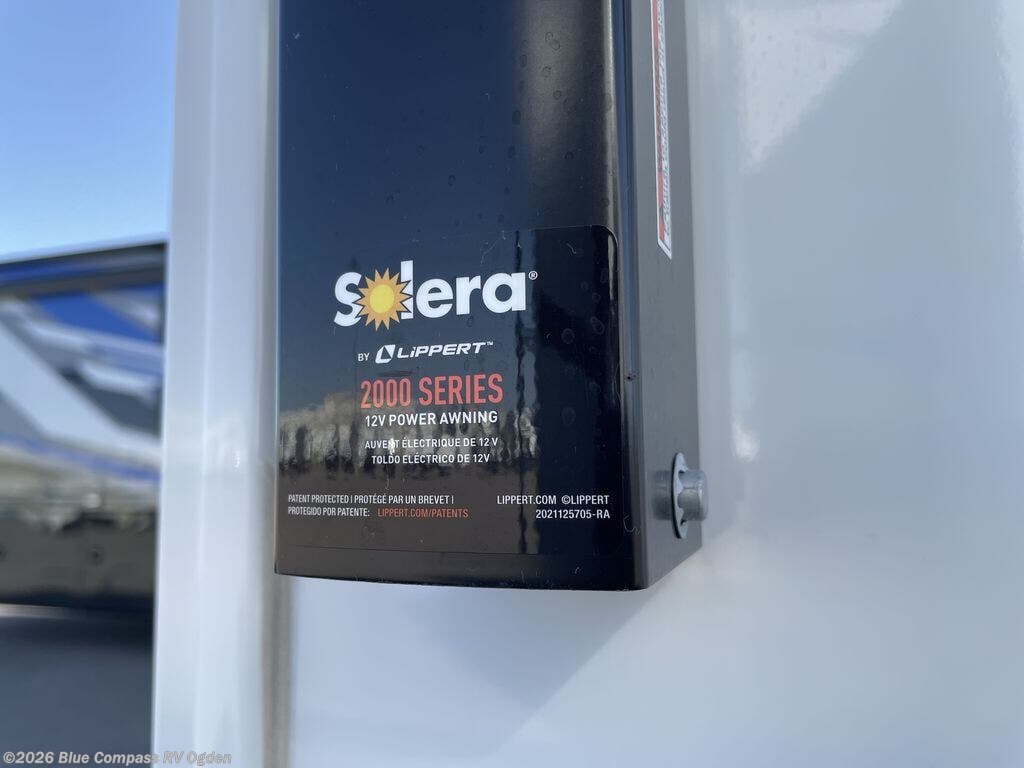 Solera®
BY LIPPERT™
2000 SERIES
12V POWER AWNING
AUVENT ÉLECTRIQUE DE 12 V
TOLDO ELÉCTRICO DE 12V
PATENT PROTECTED | PROTÉGÉ PAR UN BREVET |
PROTEGIDO POR PATENTE: LIPPERT.COM/PATENTS
LIPPERT.COM ©LIPPERT
2021125705-RA
©2026 Blue Compass RV Ogden